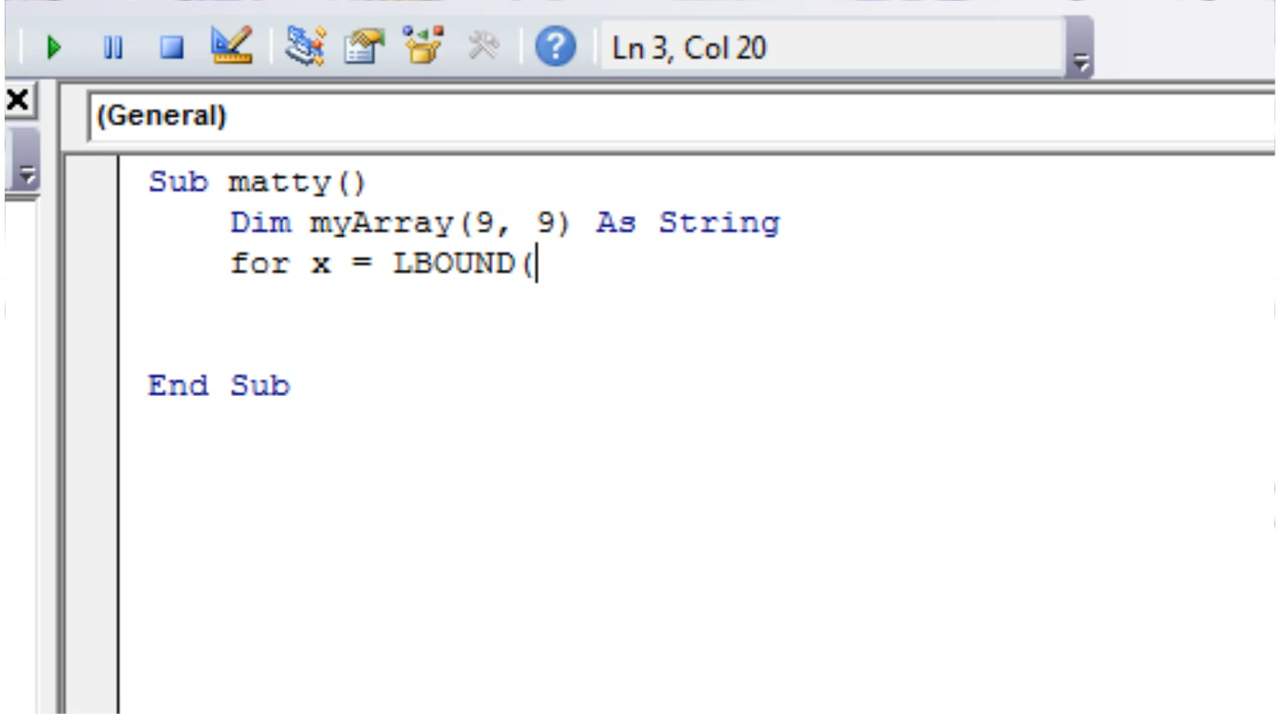 Ln 3, Col 20
(General)
Sub matty()
Dim myArray(9, 9) As String
for x = LBOUND(
End Sub